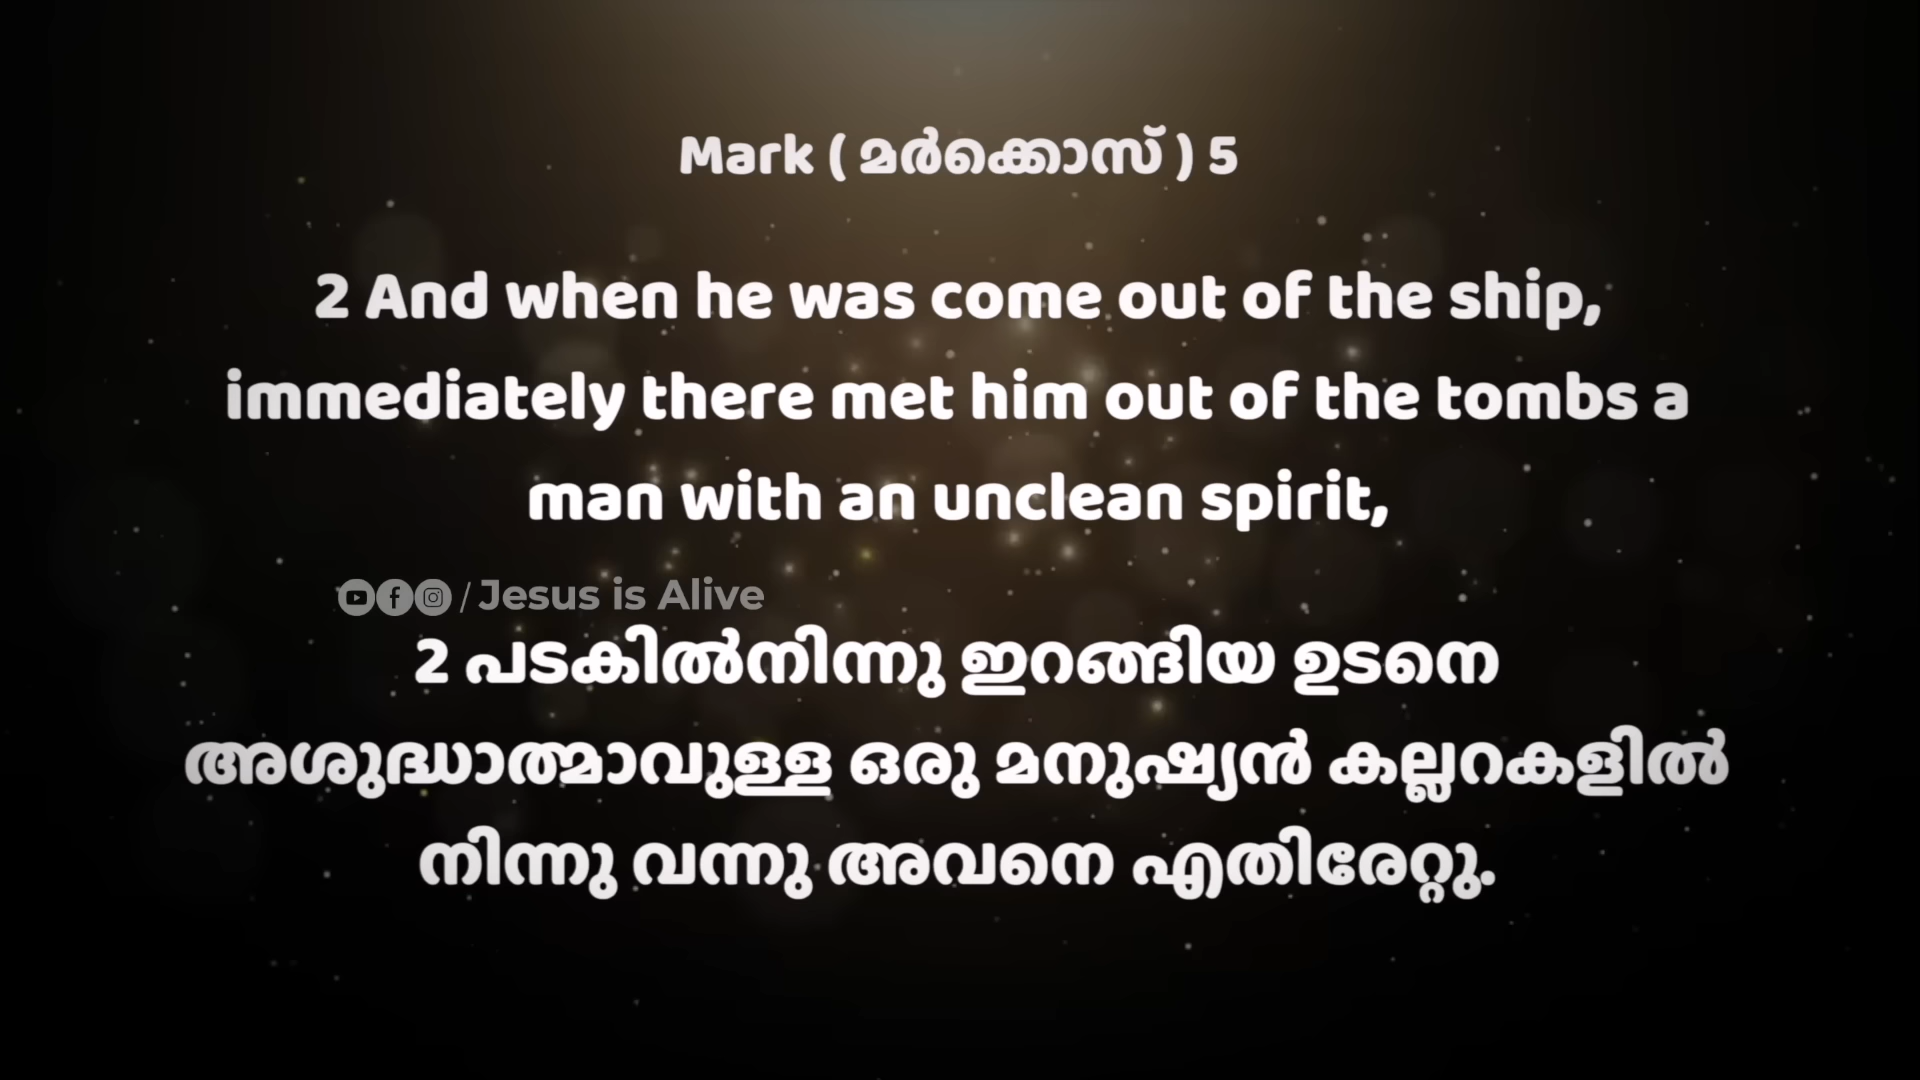 Mark ( മർക്കൊസ് ) 5
2 And when he was come out of the ship,
immediately there met him out of the tombs a
man with an unclean spirit,
/ Jesus is Alive
2 പടകിൽനിന്നു ഇറങ്ങിയ ഉടനെ
അശുദ്ധാത്മാവുള്ള ഒരു മനുഷ്യൻ കല്ലറകളിൽ
നിന്നു വന്നു അവനെ എതിരേറ്റു.